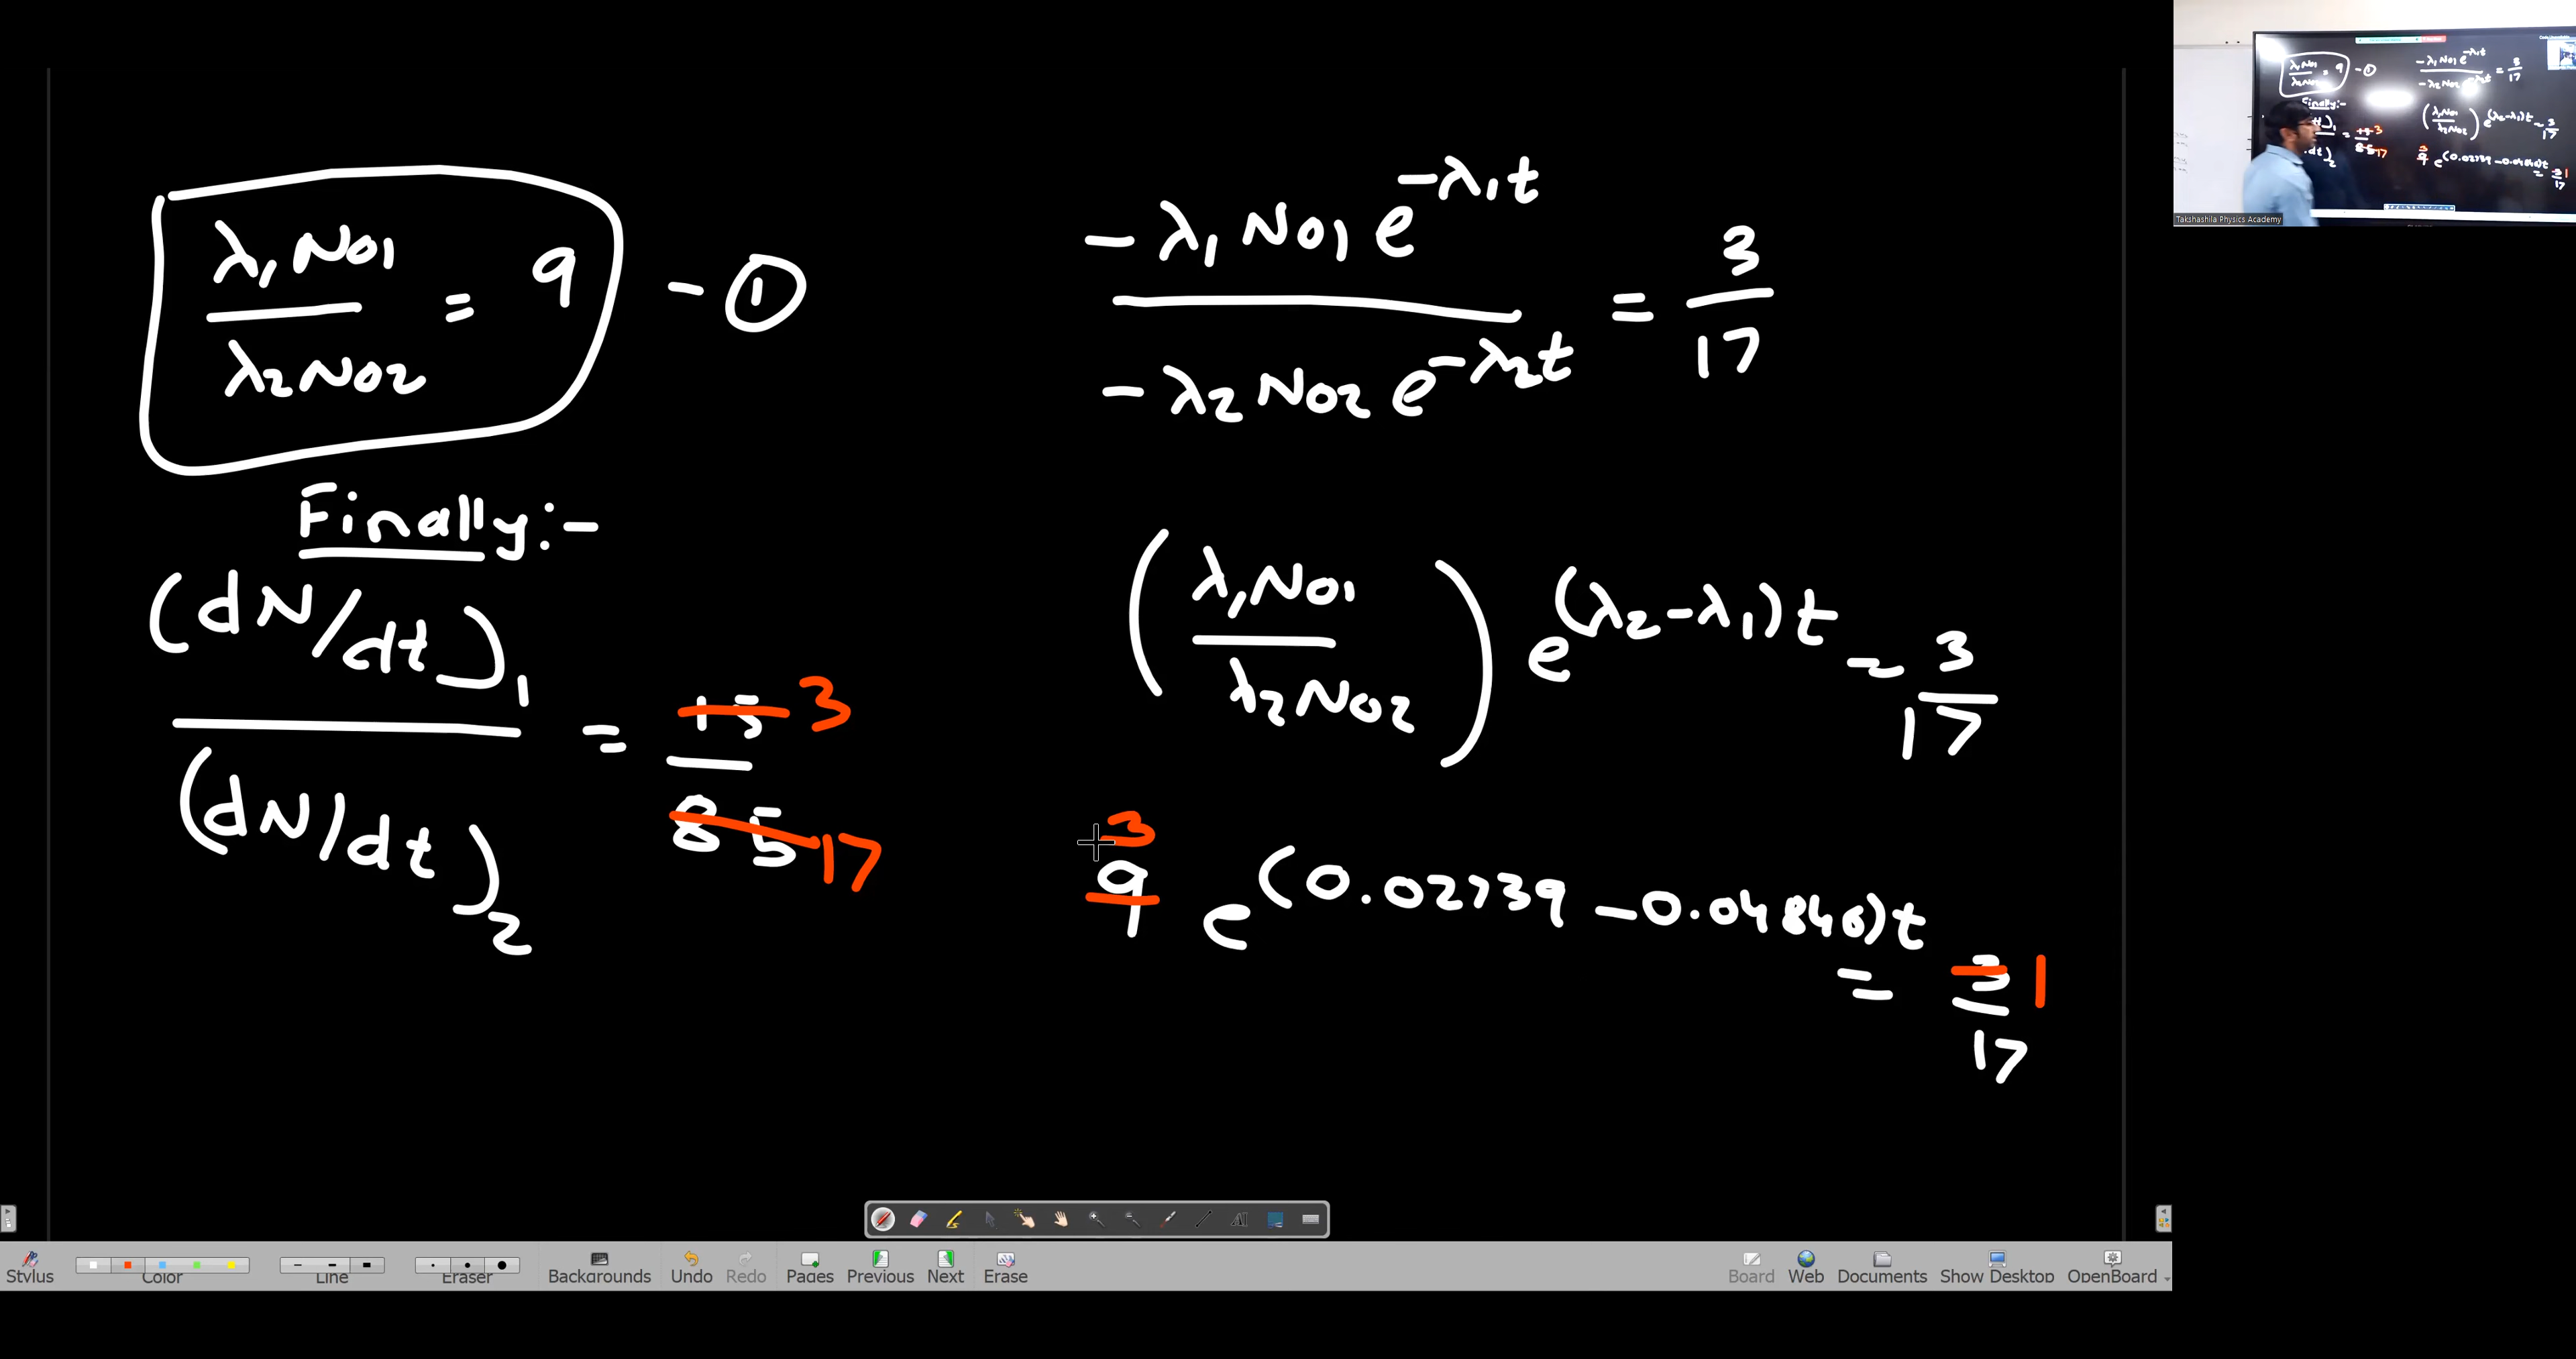 λ₁N₀₁
———— = 9 — ①
λ₂N₀₂
Finally:-
(dN/dt)₁
———— = 15 3
(dN/dt)₂ 85 17
-λ₁N₀₁e^(-λ₁t)
———————— = 3/17
-λ₂N₀₂e^(-λ₂t)
(λ₁N₀₁/λ₂N₀₂) e^(λ₂-λ₁)t = 3/17
3
9 e^(0.02739 - 0.04840)t
= 3 1
17
Takshashila Physics Academy
Stylus Color Line Eraser Backgrounds Undo Redo Pages Previous Next Erase Board Web Documents Show Desktop OpenBoard